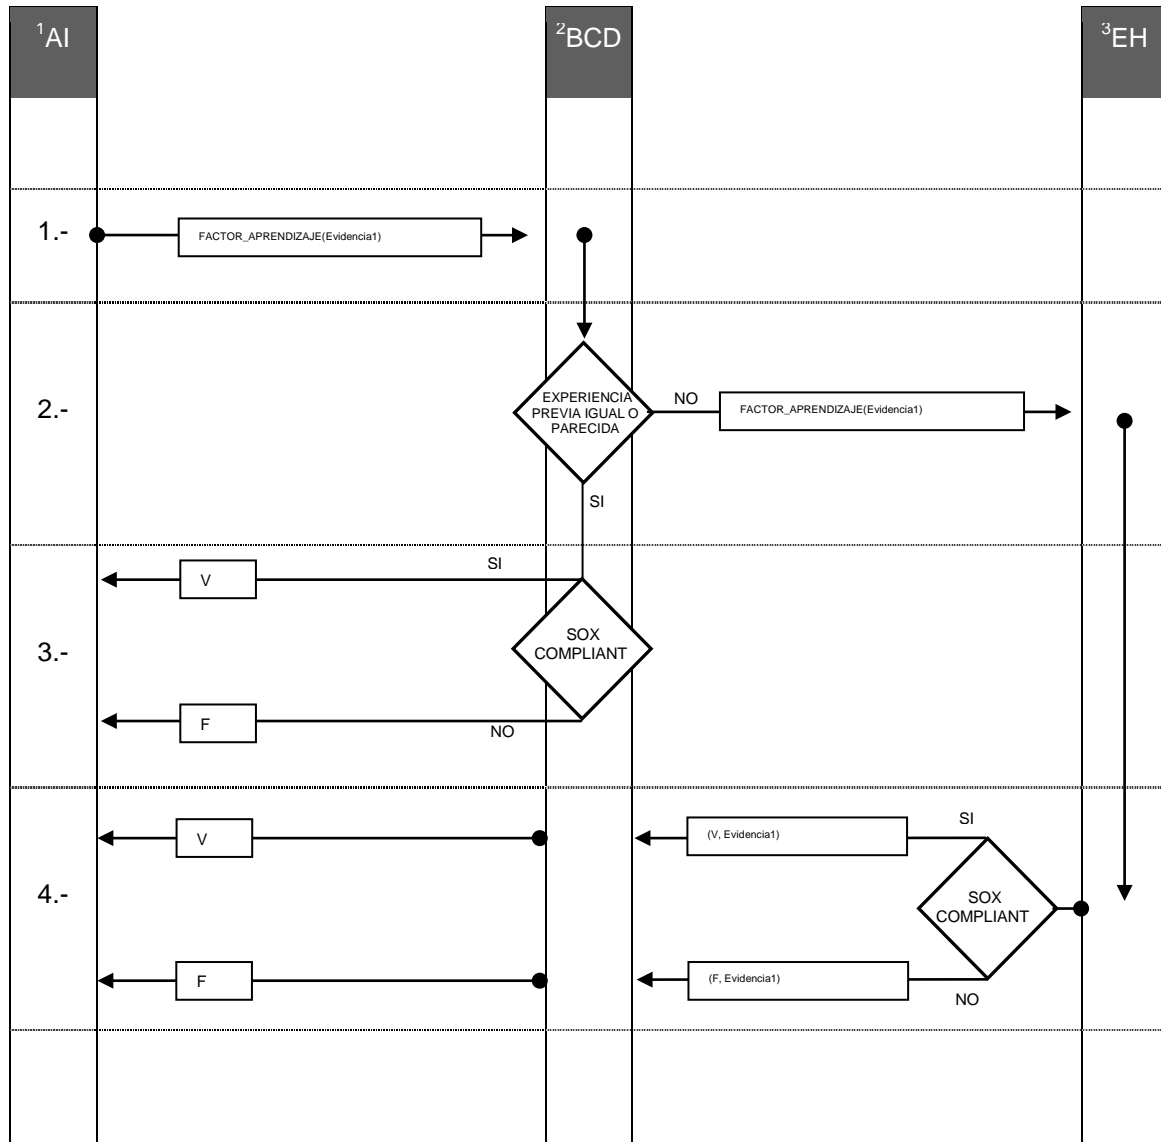 ¹AI
²BCD
³EH
1.-
FACTOR_APRENDIZAJE(Evidencia1)
2.-
EXPERIENCIA
PREVIA IGUAL O
PARECIDA
NO
FACTOR_APRENDIZAJE(Evidencia1)
SI
3.-
V
SI
SOX
COMPLIANT
F
NO
4.-
V
(V, Evidencia1)
SI
SOX
COMPLIANT
F
(F, Evidencia1)
NO